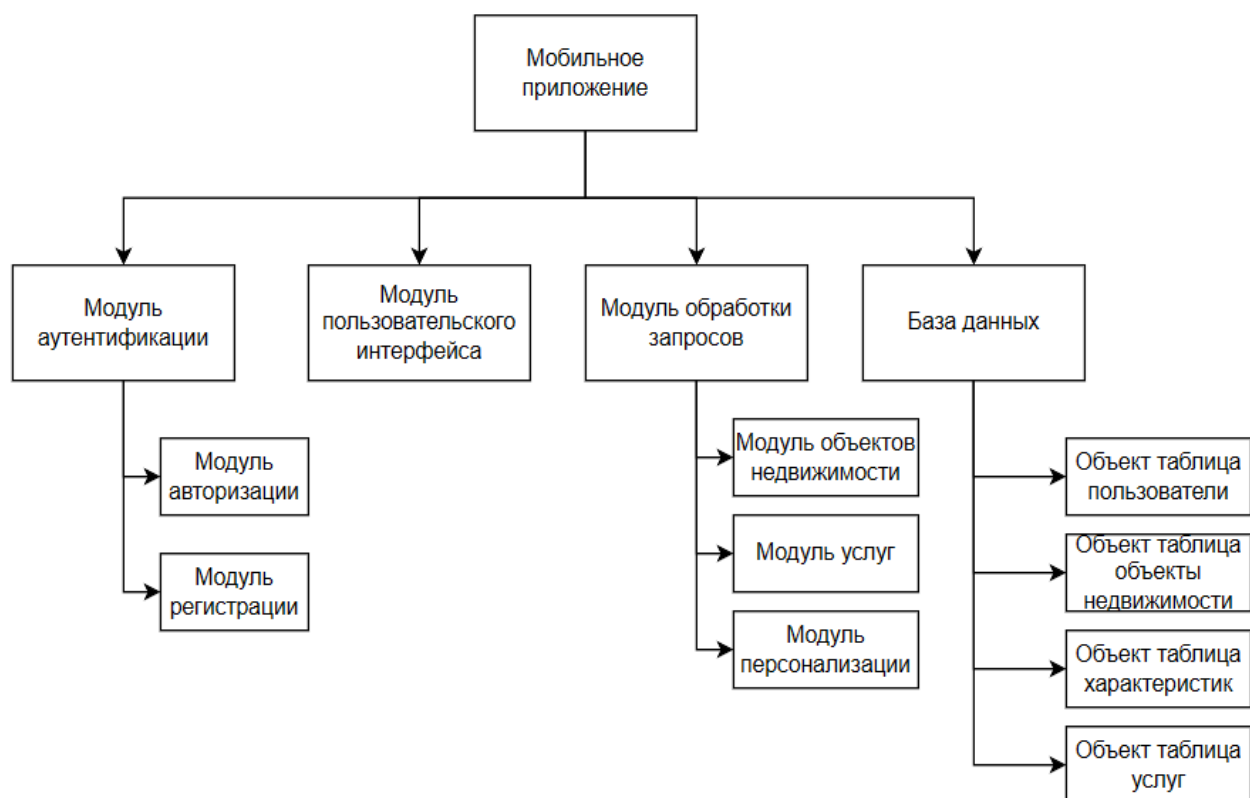 Мобильное
приложение
Модуль
аутентификации
Модуль
пользовательского
интерфейса
Модуль обработки
запросов
База данных
Модуль
авторизации
Модуль
регистрации
Модуль объектов
недвижимости
Модуль услуг
Модуль
персонализации
Объект таблица
пользователи
Объект таблица
объекты
недвижимости
Объект таблица
характеристик
Объект таблица
услуг